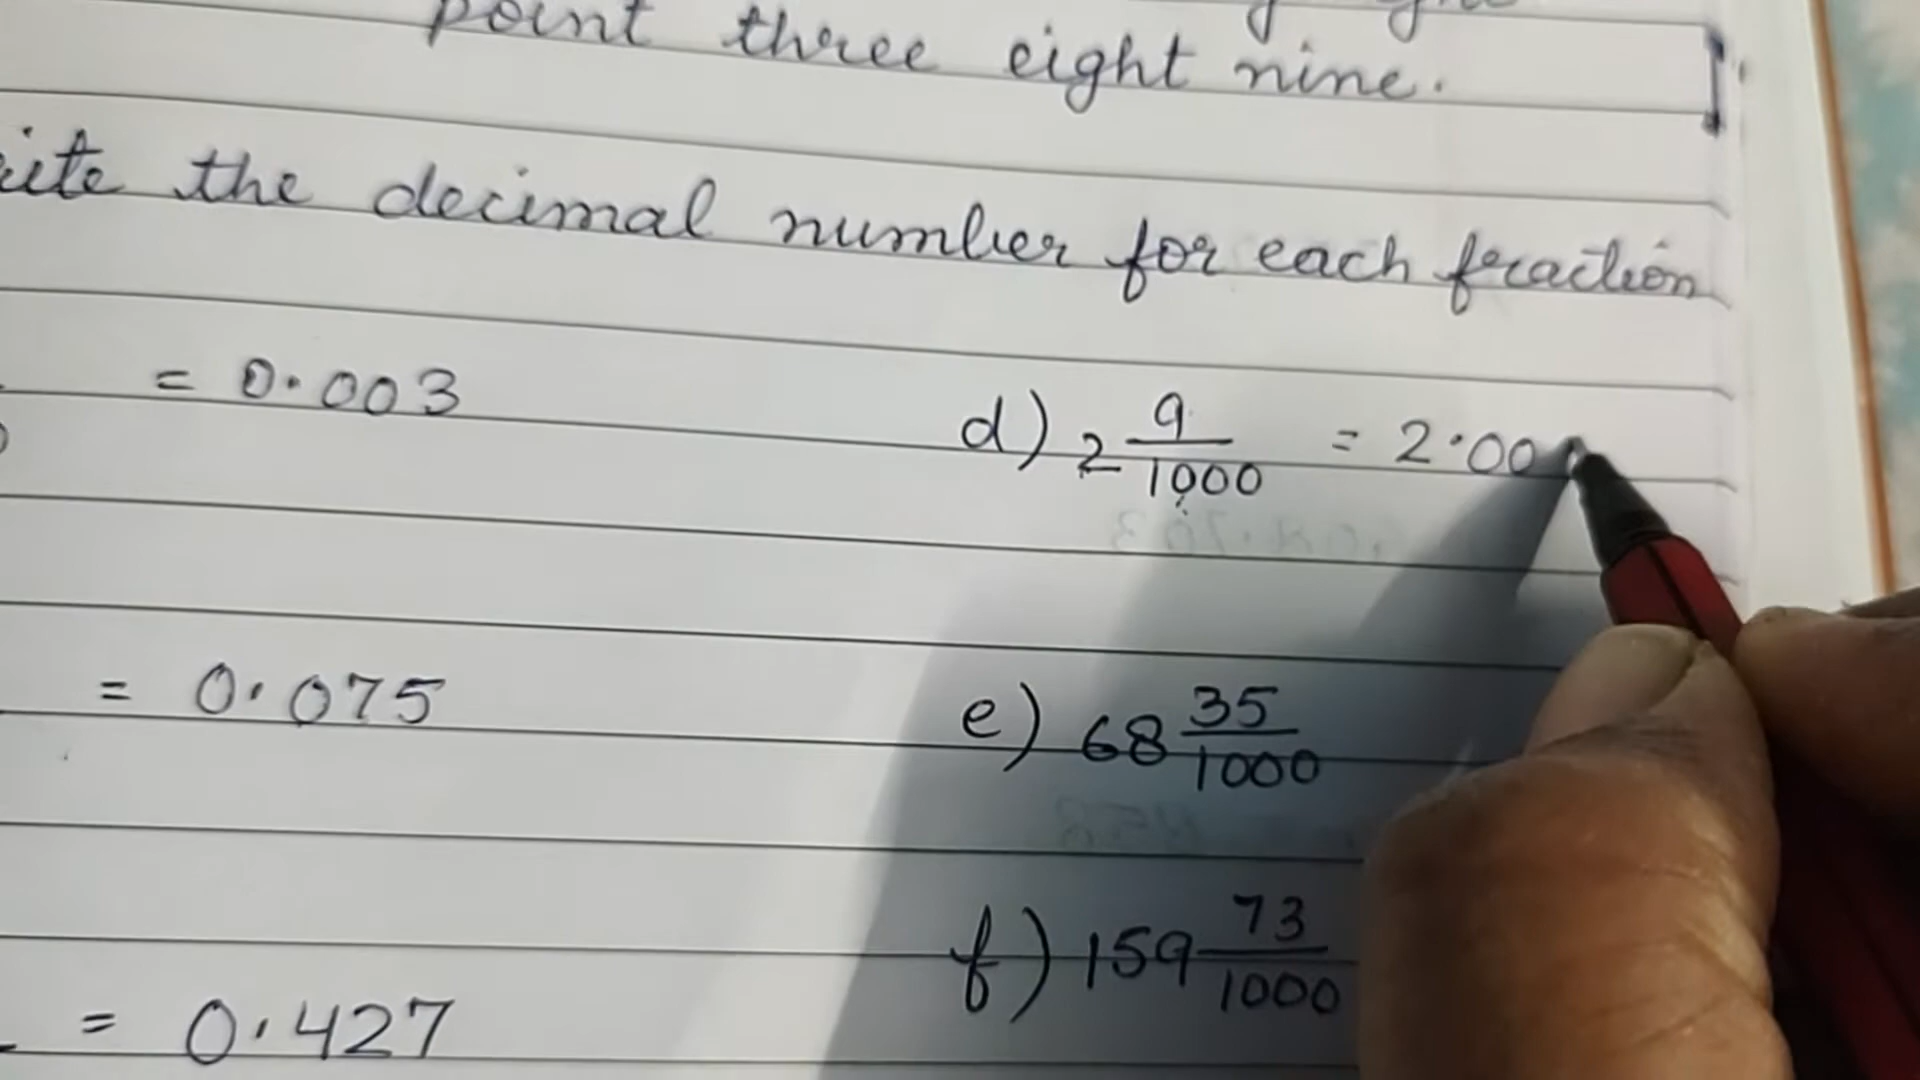 point three eight nine.
the decimal number for each fraction
= 0.003
d) 2 9/1000 = 2.00
= 0.075
e) 68 35/1000
= 0.427
f) 159 73/1000